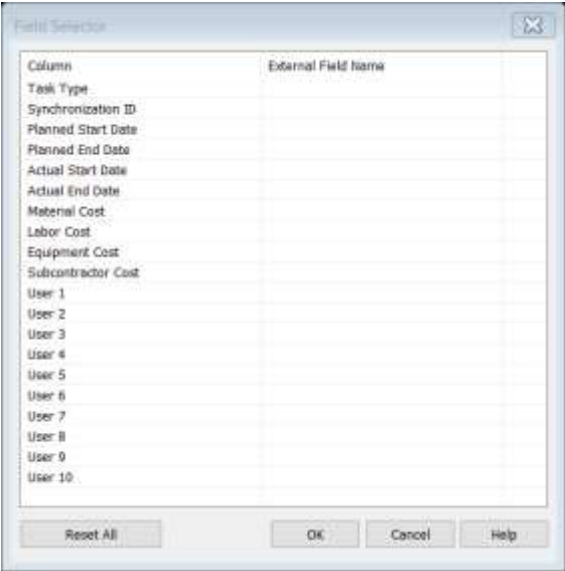 Field Selector
Column External Field Name
Task Type
Synchronization ID
Planned Start Date
Planned End Date
Actual Start Date
Actual End Date
Material Cost
Labor Cost
Equipment Cost
Subcontractor Cost
User 1
User 2
User 3
User 4
User 5
User 6
User 7
User 8
User 9
User 10
Reset All OK Cancel Help